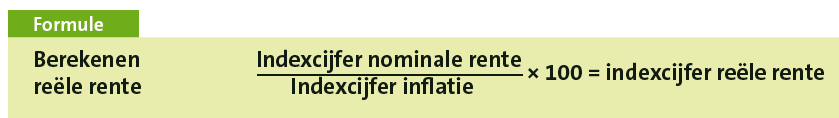 Formule
Berekenen
reële rente
Indexcijfer nominale rente
Indexcijfer inflatie
× 100 = indexcijfer reële rente